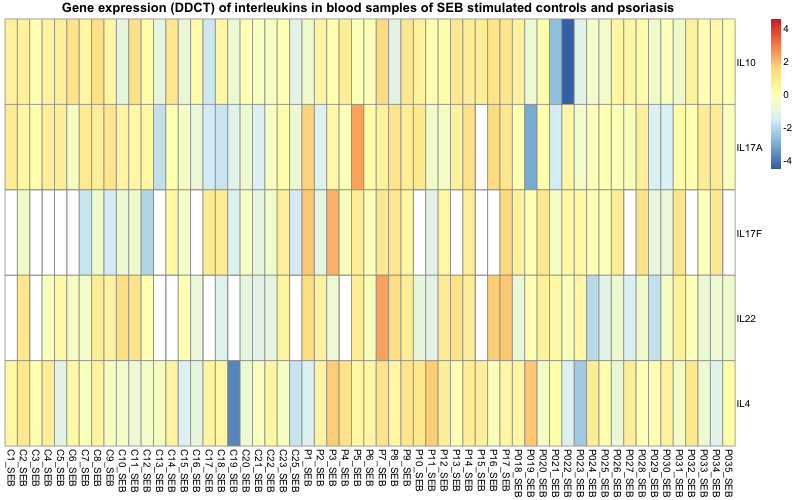 Gene expression (DDCT) of interleukins in blood samples of SEB stimulated controls and psoriasis
4
2
0
-2
-4
IL10
IL17A
IL17F
IL22
IL4
C1_SEB
C2_SEB
C3_SEB
C4_SEB
C5_SEB
C6_SEB
C7_SEB
C8_SEB
C9_SEB
C10_SEB
C11_SEB
C12_SEB
C13_SEB
C14_SEB
C15_SEB
C16_SEB
C17_SEB
C18_SEB
C19_SEB
C20_SEB
C21_SEB
C22_SEB
C23_SEB
C25_SEB
P1_SEB
P2_SEB
P3_SEB
P4_SEB
P5_SEB
P6_SEB
P7_SEB
P8_SEB
P9_SEB
P10_SEB
P11_SEB
P12_SEB
P13_SEB
P14_SEB
P15_SEB
P16_SEB
P17_SEB
P018_SEB
P019_SEB
P020_SEB
P021_SEB
P022_SEB
P023_SEB
P024_SEB
P025_SEB
P026_SEB
P027_SEB
P028_SEB
P029_SEB
P030_SEB
P031_SEB
P032_SEB
P033_SEB
P034_SEB
P035_SEB